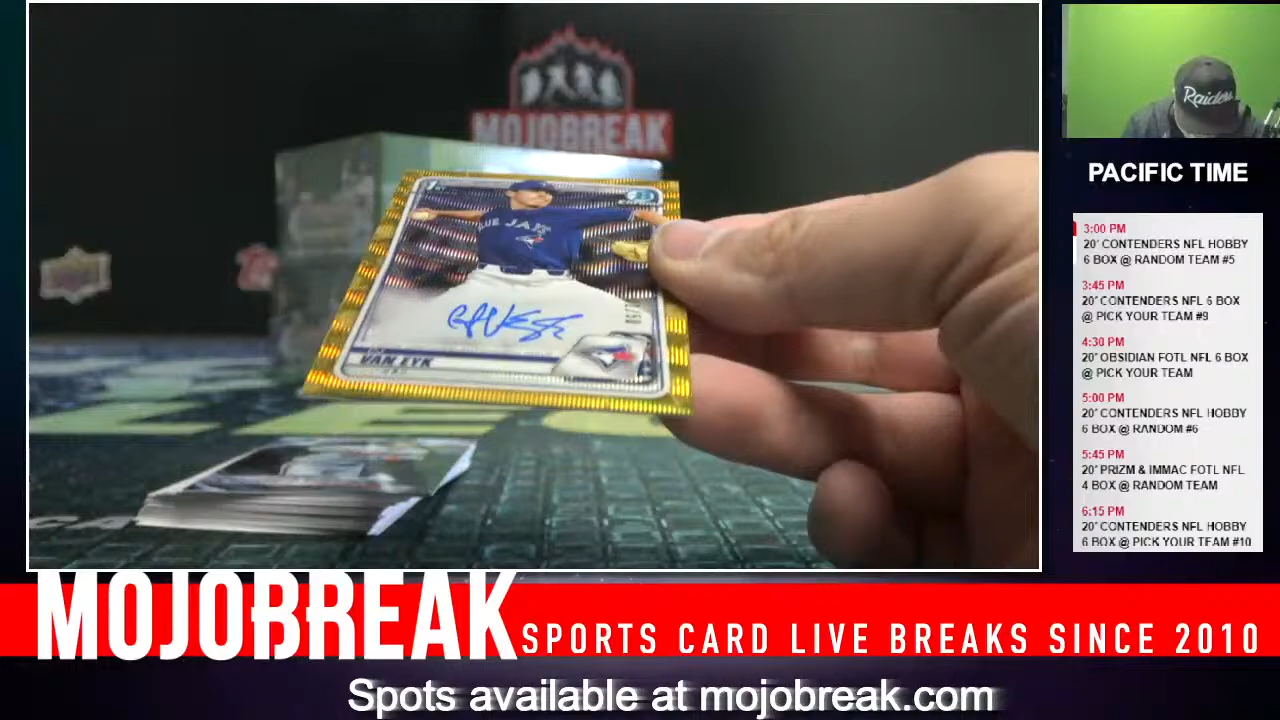 MOJOBREAK
1ST
BLUE JAYS
VAN EYK
Raiders
PACIFIC TIME
3:00 PM
20' CONTENDERS NFL HOBBY
6 BOX @ RANDOM TEAM #5
3:45 PM
20' CONTENDERS NFL 6 BOX
@ PICK YOUR TEAM #9
4:30 PM
20' OBSIDIAN FOTL NFL 6 BOX
@ PICK YOUR TEAM
5:00 PM
20' CONTENDERS NFL HOBBY
6 BOX @ RANDOM #6
5:45 PM
20' PRIZM & IMMAC FOTL NFL
4 BOX @ RANDOM TEAM
6:15 PM
20' CONTENDERS NFL HOBBY
6 BOX @ PICK YOUR TEAM #10
MOJOBREAK
SPORTS CARD LIVE BREAKS SINCE 2010
Spots available at mojobreak.com